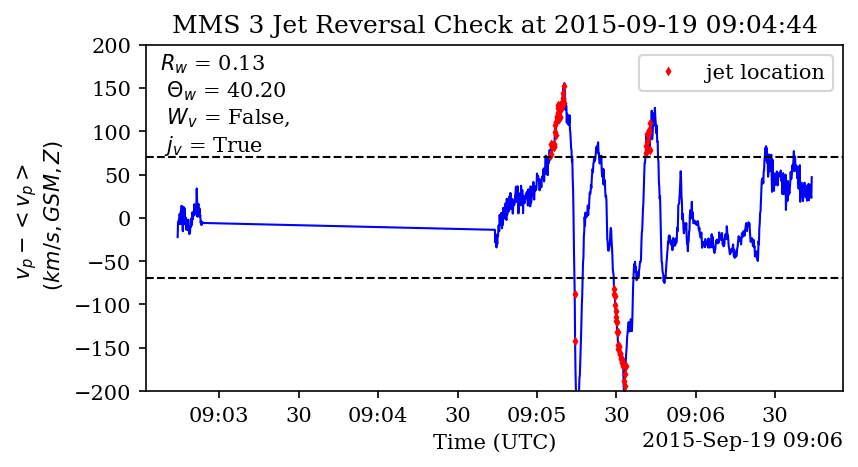 MMS 3 Jet Reversal Check at 2015-09-19 09:04:44
R_w = 0.13
Θ_w = 40.20
W_v = False,
j_v = True
jet location
v_p − < v_p >
(km/s, GSM, Z)
200
150
100
50
0
−50
−100
−150
−200
09:03 30 09:04 30 09:05 30 09:06 30
Time (UTC)
2015-Sep-19 09:06